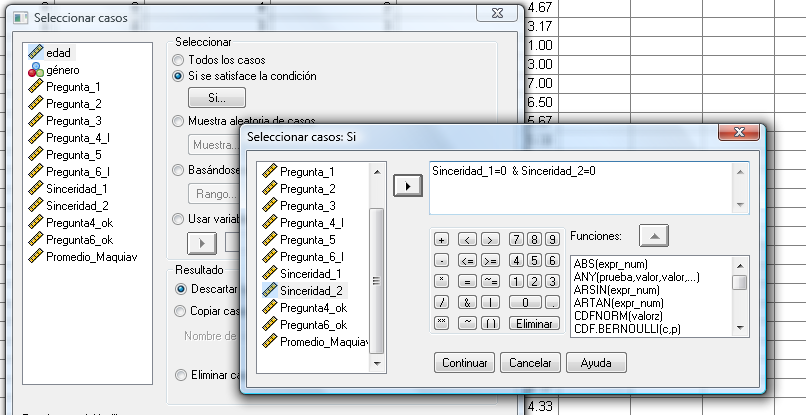 Seleccionar casos
edad
género
Pregunta_1
Pregunta_2
Pregunta_3
Pregunta_4_I
Pregunta_5
Pregunta_6_I
Sinceridad_1
Sinceridad_2
Pregunta4_ok
Pregunta6_ok
Promedio_Maquiav
Seleccionar
Todos los casos
Si se satisface la condición
Si...
Muestra aleatoria de casos
Muestra...
Basándose
Rango...
Usar variab
Resultado
Descartar
Copiar cas
Nombre de
Eliminar ca
Seleccionar casos: Si
Pregunta_1
Pregunta_2
Pregunta_3
Pregunta_4_I
Pregunta_5
Pregunta_6_I
Sinceridad_1
Sinceridad_2
Pregunta4_ok
Pregunta6_ok
Promedio_Maquiav
Sinceridad_1=0 & Sinceridad_2=0
+ < > 7 8 9
- <= >= 4 5 6
* = ~= 1 2 3
/ & | 0 .
** ~ () Eliminar
Funciones:
ABS(expr_num)
ANY(prueba,valor,valor,...)
ARSIN(expr_num)
ARTAN(expr_num)
CDFNORM(valorz)
CDF.BERNOULLI(c,p)
Continuar
Cancelar
Ayuda
4.67
3.17
1.00
3.00
7.00
6.50
5.67
4.33